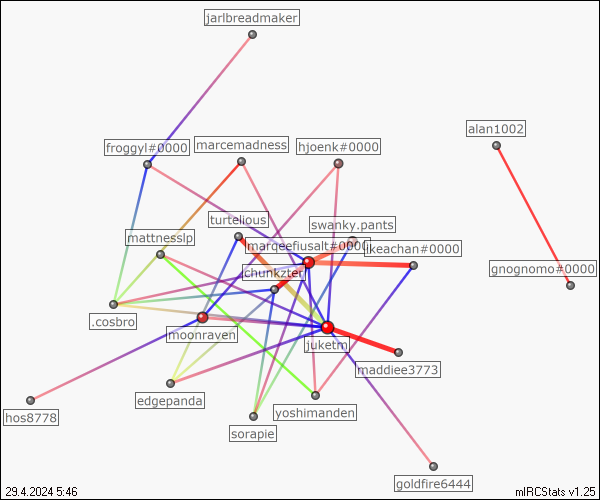 jarlbreadmaker
alan1002
froggyl#0000
marcemadness
hjoenk#0000
turtelious
swanky.pants
mattnesslp
marqeefiusalt#0000
ikeachan#0000
gnognomo#0000
chunkzter
.cosbro
moonraven
juketm
maddiee3773
hos8778
edgepanda
yoshimanden
sorapie
goldfire6444
29.4.2024 5:46
mIRCStats v1.25